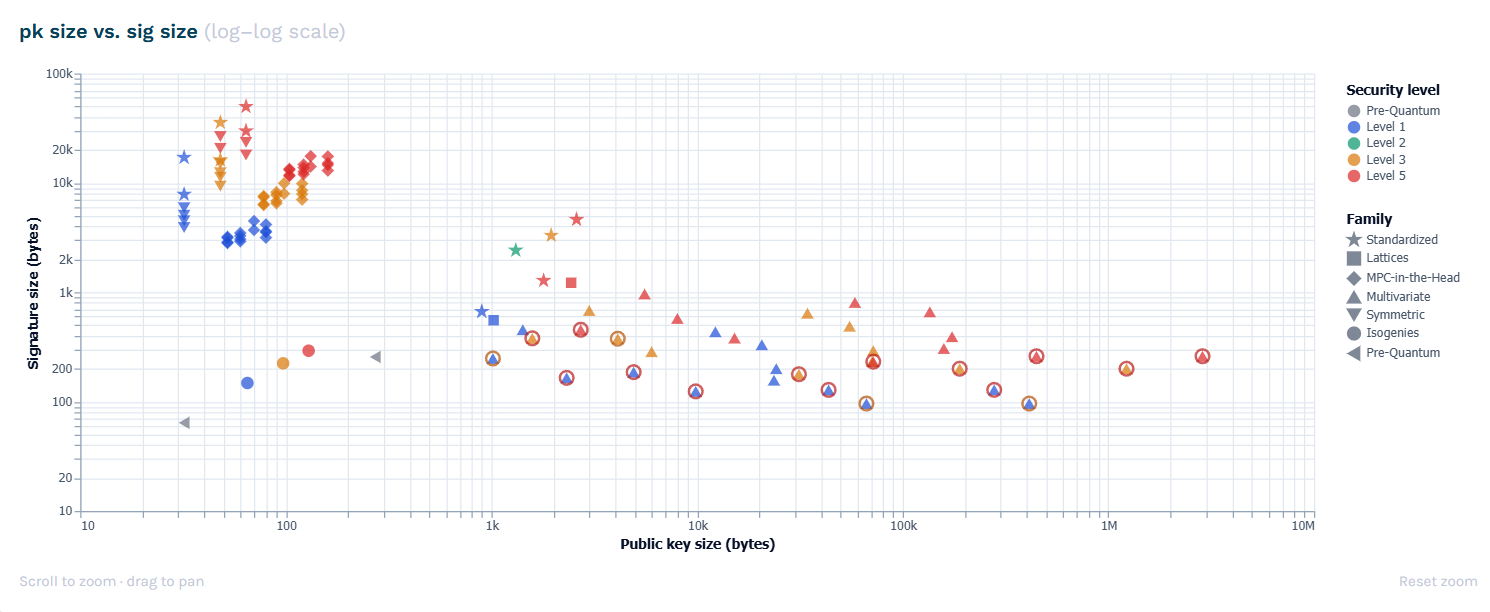 pk size vs. sig size (log–log scale)
100k
20k
10k
2k
1k
200
100
20
10
Signature size (bytes)
10
100
1k
10k
100k
1M
10M
Public key size (bytes)
Security level
Pre-Quantum
Level 1
Level 2
Level 3
Level 5
Family
Standardized
Lattices
MPC-in-the-Head
Multivariate
Symmetric
Isogenies
Pre-Quantum
Scroll to zoom · drag to pan
Reset zoom